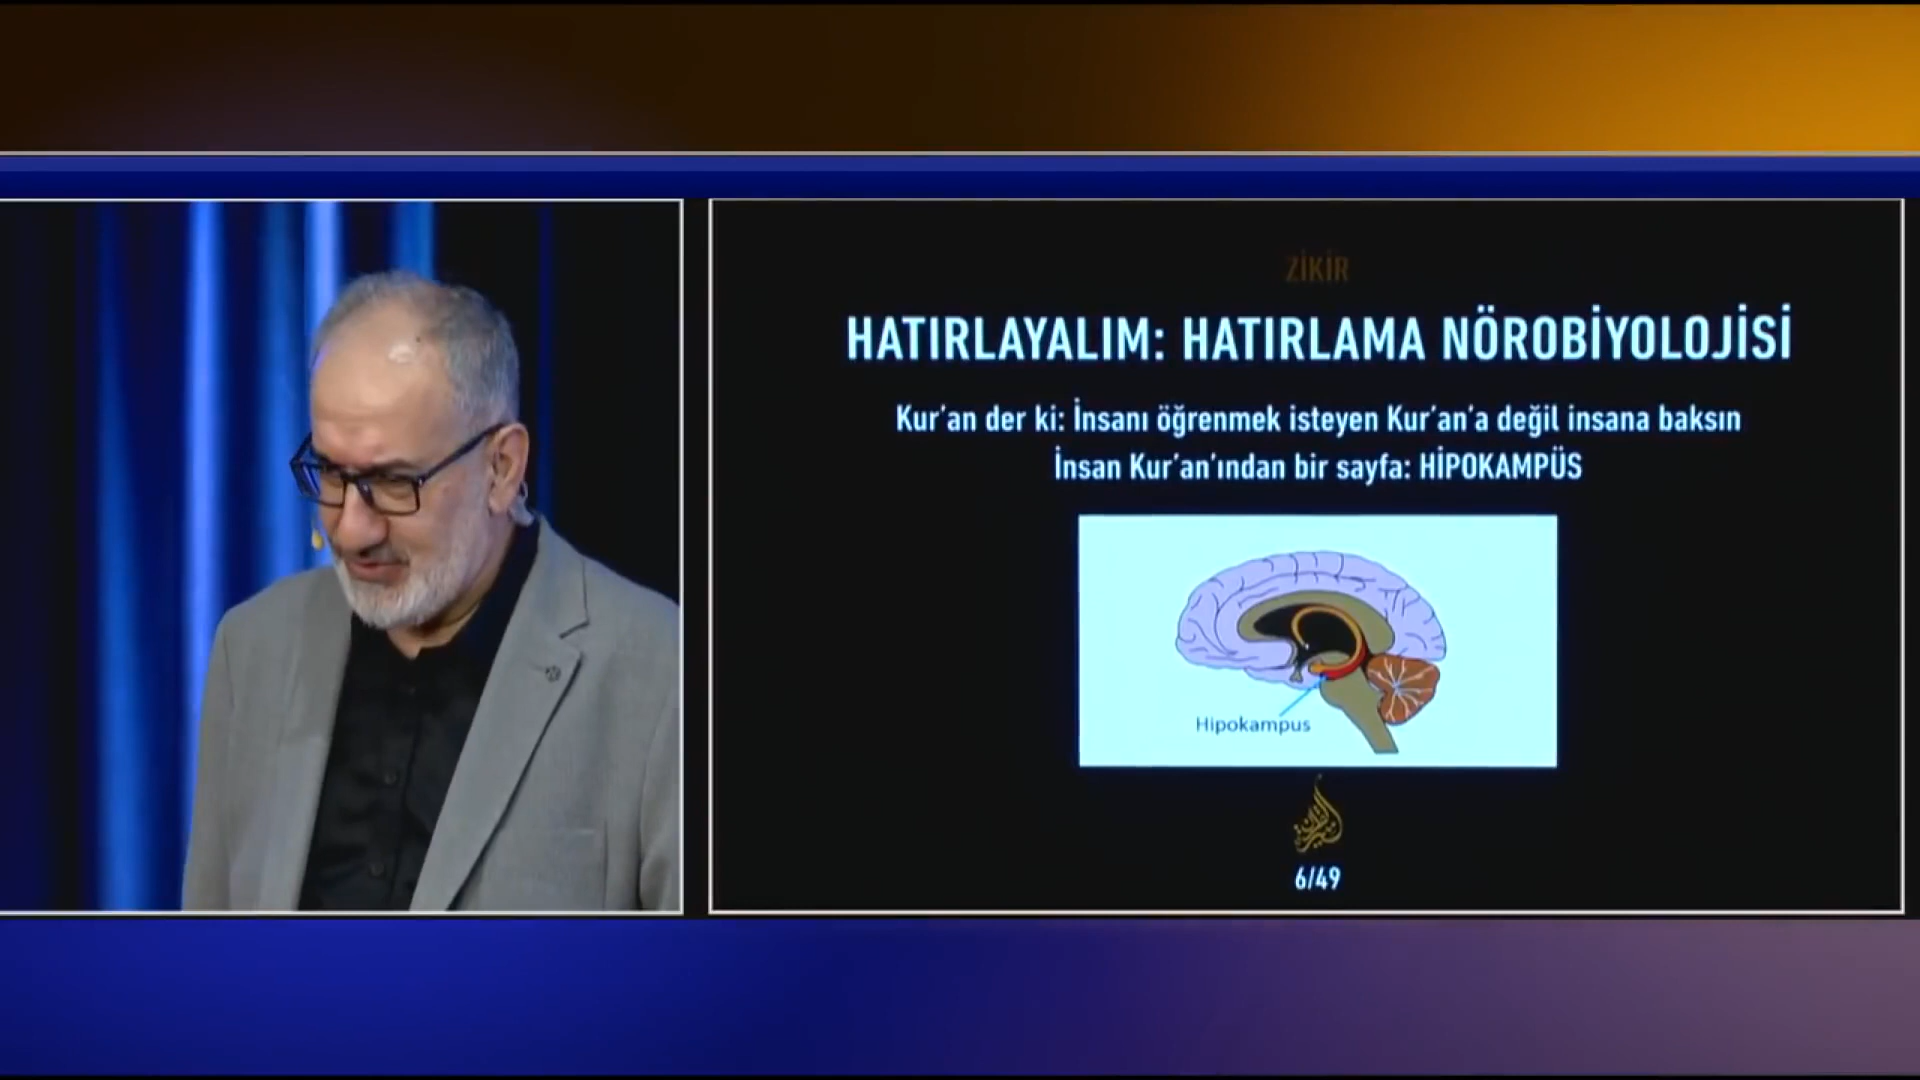 ZİKİR
HATIRLAYALIM: HATIRLAMA NÖROBİYOLOJİSİ
Kur’an der ki: İnsanı öğrenmek isteyen Kur’an’a değil insana baksın
İnsan Kur’an’ından bir sayfa: HİPOKAMPÜS
Hipokampus
6/49